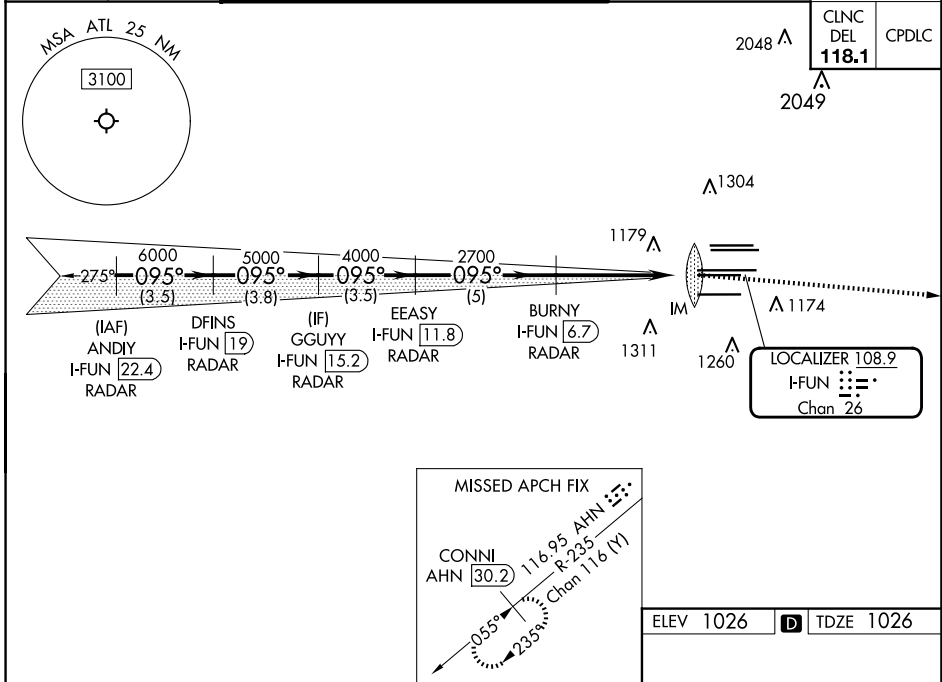 MSA ATL 25 NM
3100
CLNC
DEL
118.1
CPDLC
2048
2049
1304
1179
275°
6000
095°
(3.5)
5000
095°
(3.8)
4000
095°
(3.5)
2700
095°
(5)
(IAF)
ANDIY
I-FUN 22.4
RADAR
DFINS
I-FUN 19
RADAR
(IF)
GGUYY
I-FUN 15.2
RADAR
EEASY
I-FUN 11.8
RADAR
BURNY
I-FUN 6.7
RADAR
IM
1174
1311
1260
LOCALIZER 108.9
I-FUN
Chan 26
MISSED APCH FIX
CONNI
AHN 30.2
116.95 AHN
R-235
Chan 116 (Y)
055°
235°
ELEV 1026
D
TDZE 1026